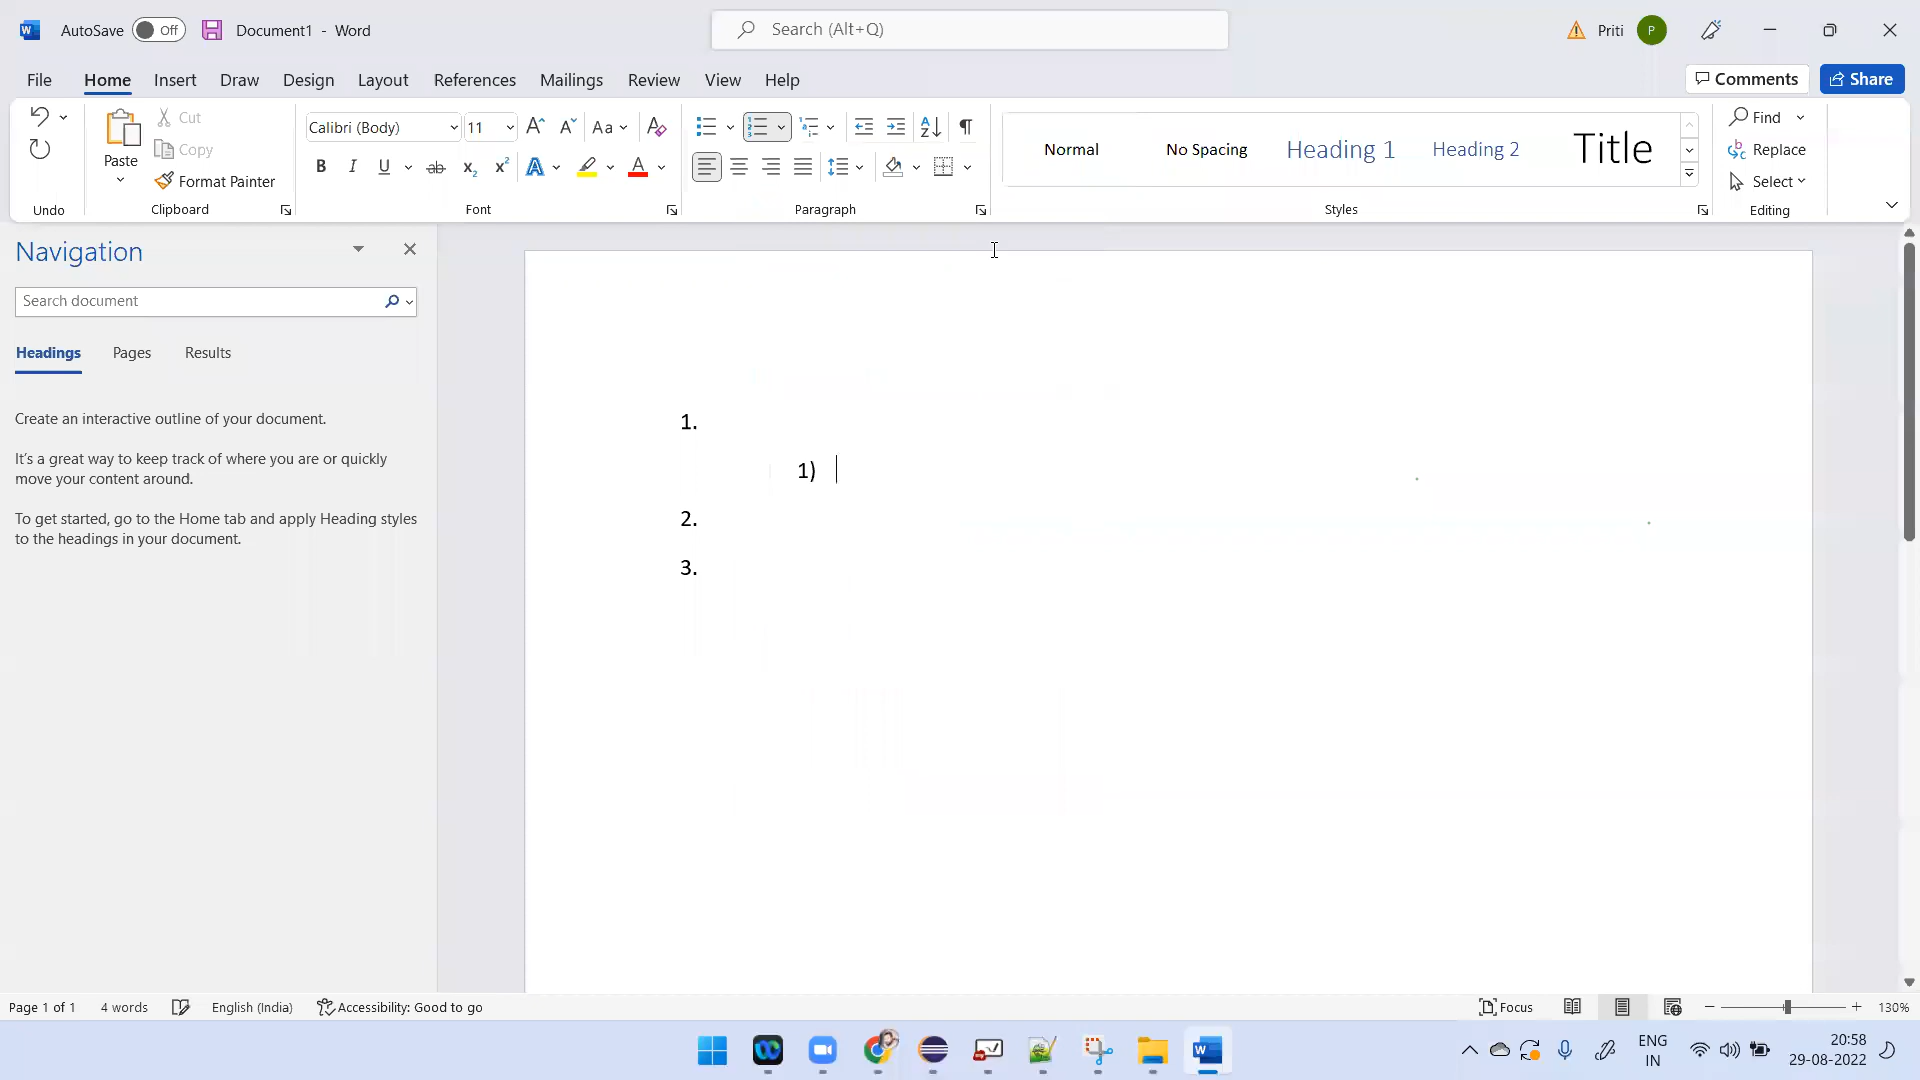 AutoSave Off Document1 - Word Search (Alt+Q) Priti P
File Home Insert Draw Design Layout References Mailings Review View Help Comments Share
Paste Cut Copy Format Painter
Calibri (Body) 11 Aa
B I U ab x2 x2 A A
Normal No Spacing Heading 1 Heading 2 Title
Find Replace Select
Undo Clipboard Font Paragraph Styles Editing
Navigation
Search document
Headings Pages Results
Create an interactive outline of your document.
It's a great way to keep track of where you are or quickly
move your content around.
To get started, go to the Home tab and apply Heading styles
to the headings in your document.
1.
1)
2.
3.
Page 1 of 1 4 words English (India) Accessibility: Good to go Focus 130%
ENG
IN
20:58
29-08-2022